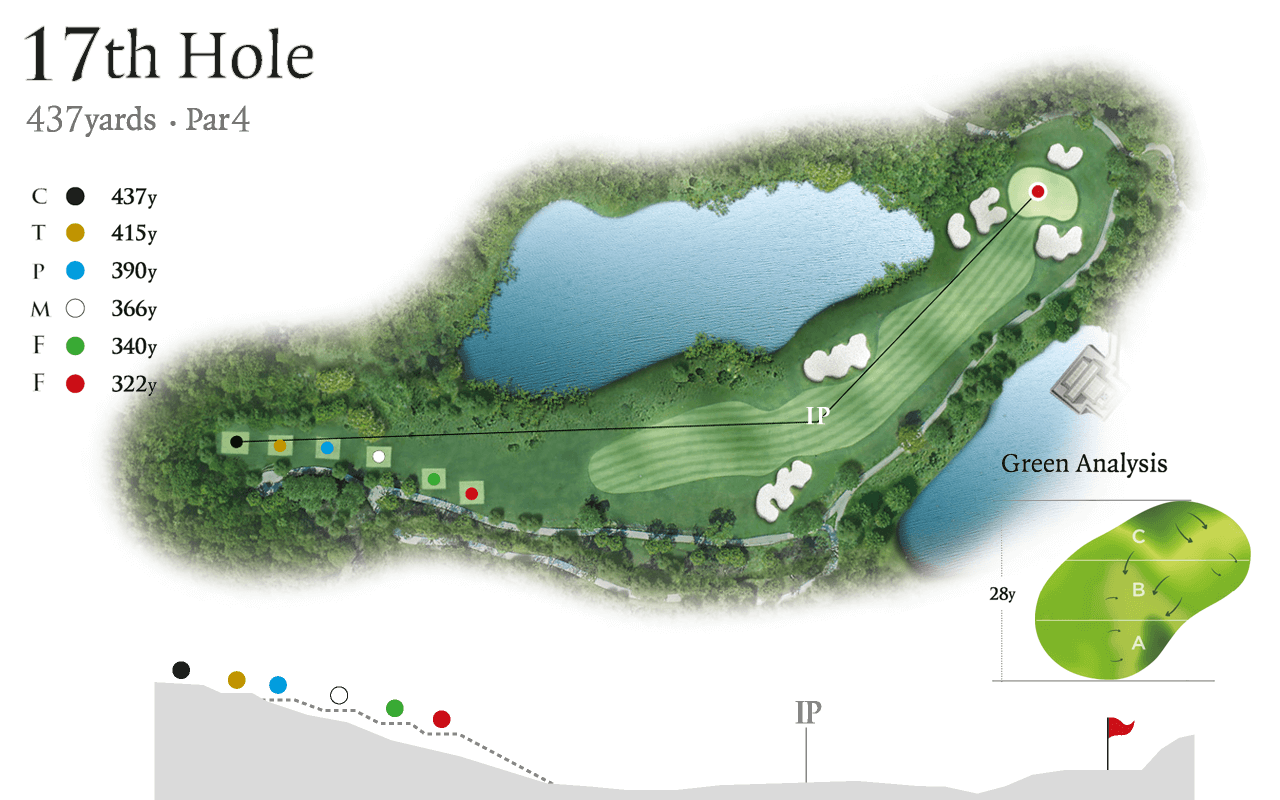 17th Hole
437yards · Par4
C 437y
T 415y
P 390y
M 366y
F 340y
F 322y
IP
Green Analysis
C
28y
B
A
IP